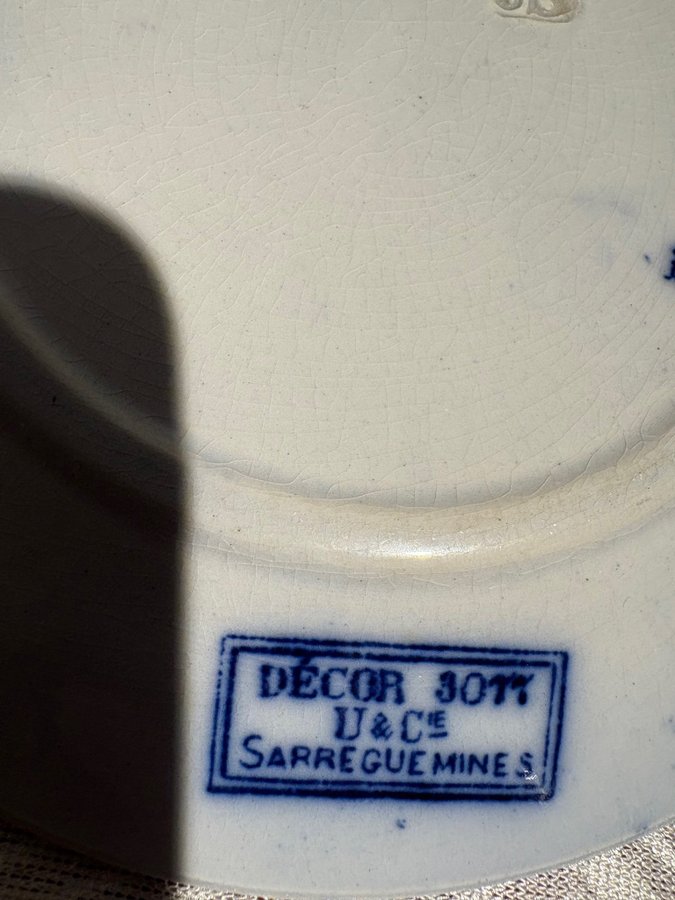 DÉCOR 3077
U & CIE
SARREGUEMINES